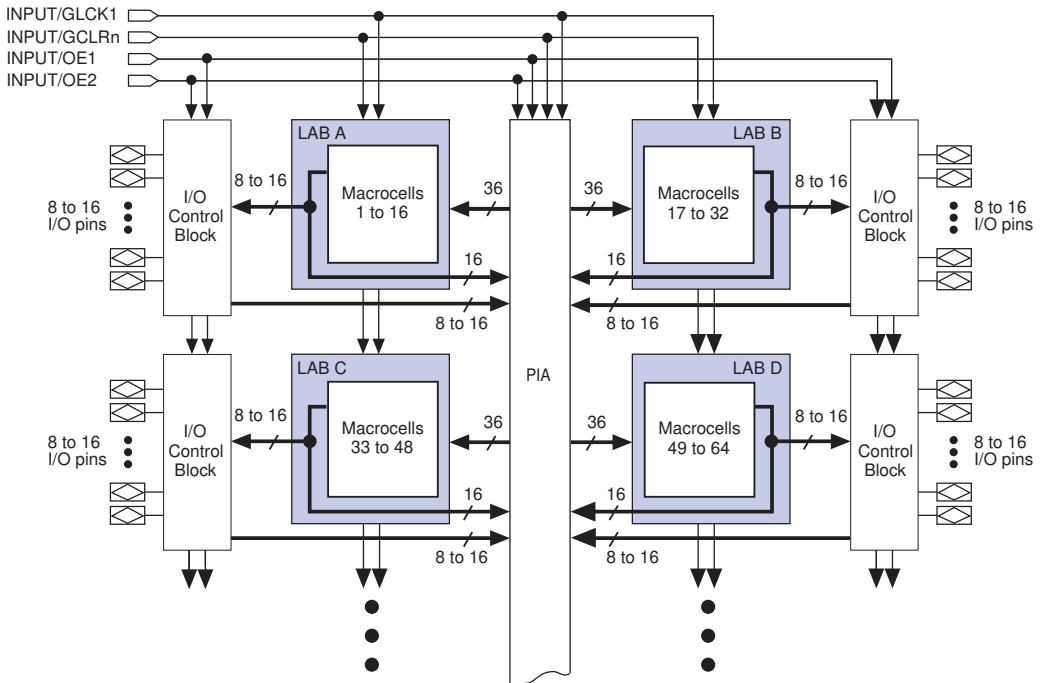 INPUT/GLCK1
INPUT/GCLRn
INPUT/OE1
INPUT/OE2
LAB A
LAB B
8 to 16
I/O pins
I/O
Control
Block
8 to 16
Macrocells
1 to 16
36
16
8 to 16
36
16
8 to 16
Macrocells
17 to 32
8 to 16
I/O
Control
Block
8 to 16
I/O pins
PIA
LAB C
LAB D
8 to 16
I/O pins
I/O
Control
Block
8 to 16
Macrocells
33 to 48
36
16
8 to 16
36
16
8 to 16
Macrocells
49 to 64
8 to 16
I/O
Control
Block
8 to 16
I/O pins